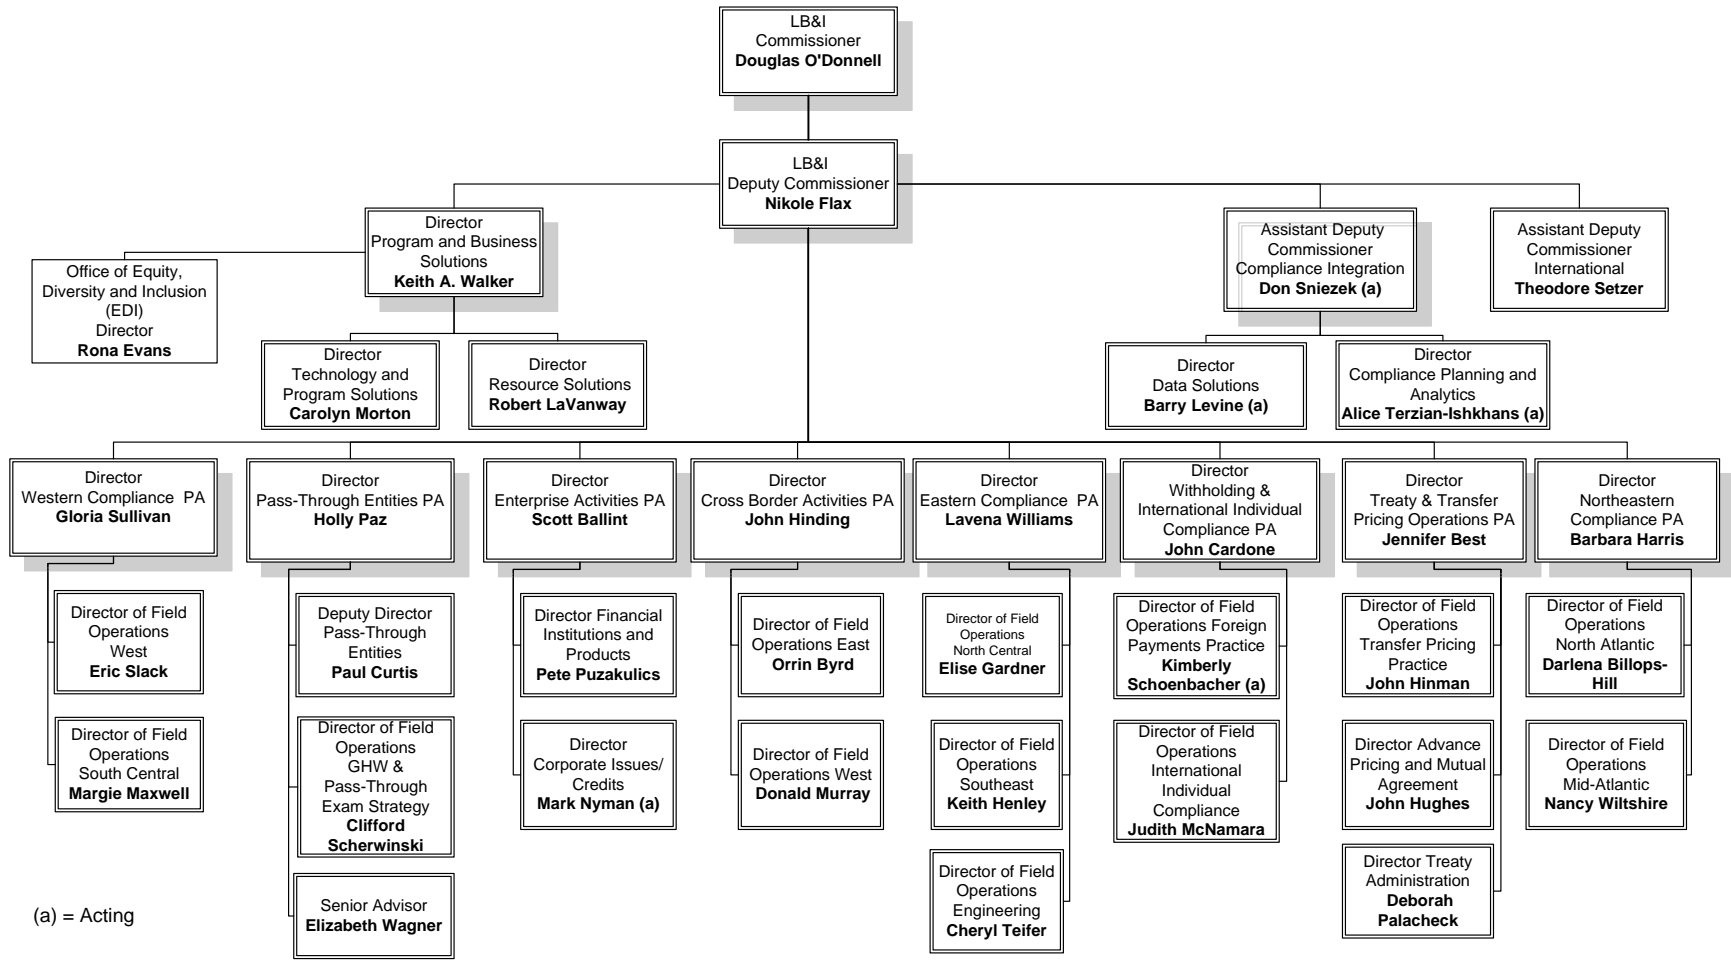 LB&I
Commissioner
Douglas O'Donnell
LB&I
Deputy Commissioner
Nikole Flax
Director
Program and Business
Solutions
Keith A. Walker
Assistant Deputy
Commissioner
Compliance Integration
Don Sniezek (a)
Assistant Deputy
Commissioner
International
Theodore Setzer
Office of Equity,
Diversity and Inclusion
(EDI)
Director
Rona Evans
Director
Technology and
Program Solutions
Carolyn Morton
Director
Resource Solutions
Robert LaVanway
Director
Data Solutions
Barry Levine (a)
Director
Compliance Planning and
Analytics
Alice Terzian-Ishkhans (a)
Director
Western Compliance PA
Gloria Sullivan
Director
Pass-Through Entities PA
Holly Paz
Director
Enterprise Activities PA
Scott Ballint
Director
Cross Border Activities PA
John Hinding
Director
Eastern Compliance PA
Lavena Williams
Director
Withholding &
International Individual
Compliance PA
John Cardone
Director
Treaty & Transfer
Pricing Operations PA
Jennifer Best
Director
Northeastern
Compliance PA
Barbara Harris
Director of Field
Operations
West
Eric Slack
Deputy Director
Pass-Through
Entities
Paul Curtis
Director Financial
Institutions and
Products
Pete Puzakulics
Director of Field
Operations East
Orrin Byrd
Director of Field
Operations
North Central
Elise Gardner
Director of Field
Operations Foreign
Payments Practice
Kimberly
Schoenbacher (a)
Director of Field
Operations
Transfer Pricing
Practice
John Hinman
Director of Field
Operations
North Atlantic
Darlena Billops-
Hill
Director of Field
Operations
South Central
Margie Maxwell
Director of Field
Operations
GHW &
Pass-Through
Exam Strategy
Clifford
Scherwinski
Director
Corporate Issues/
Credits
Mark Nyman (a)
Director of Field
Operations West
Donald Murray
Director of Field
Operations
Southeast
Keith Henley
Director of Field
Operations
International
Individual
Compliance
Judith McNamara
Director Advance
Pricing and Mutual
Agreement
John Hughes
Director of Field
Operations
Mid-Atlantic
Nancy Wiltshire
Senior Advisor
Elizabeth Wagner
Director of Field
Operations
Engineering
Cheryl Teifer
Director Treaty
Administration
Deborah
Palacheck
(a) = Acting